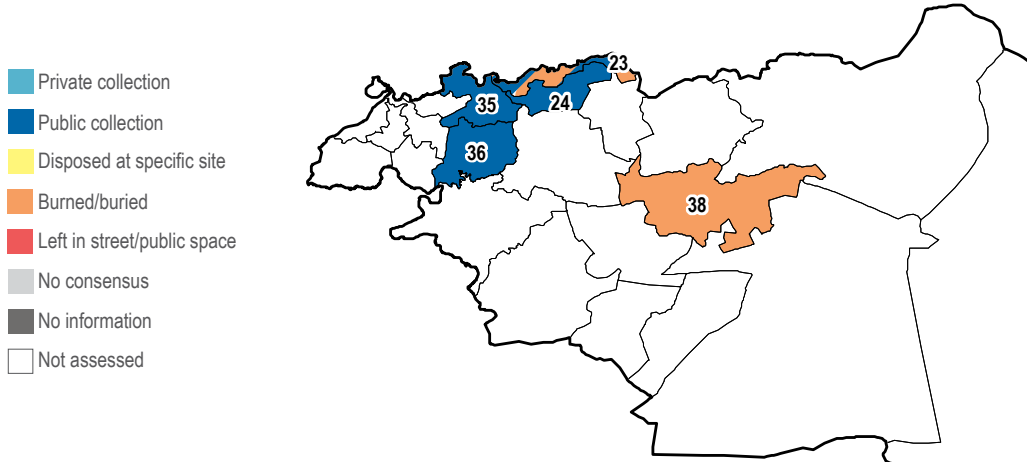 Private collection
Public collection
Disposed at specific site
Burned/buried
Left in street/public space
No consensus
No information
Not assessed
23
35
24
36
38